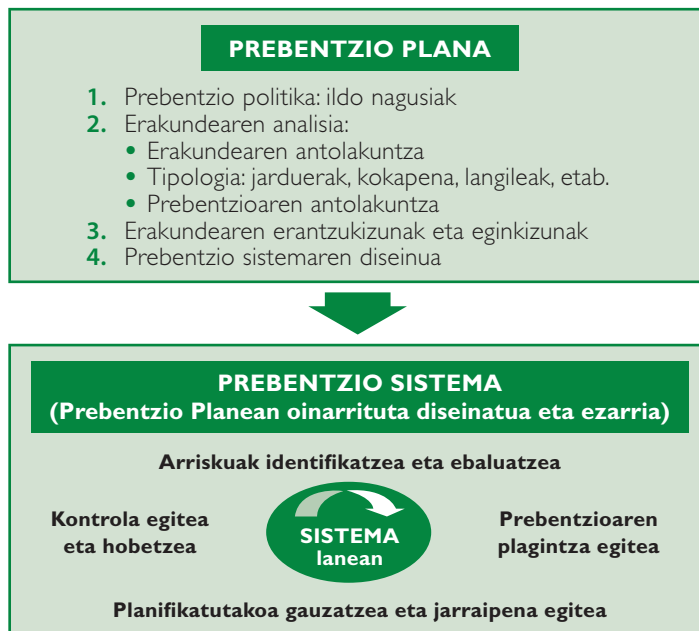 PREBENTZIO PLANA
1. Prebentzio politika: ildo nagusiak
2. Erakundearen analisia:
• Erakundearen antolakuntza
• Tipologia: jarduerak, kokapena, langileak, etab.
• Prebentzioaren antolakuntza
3. Erakundearen erantzukizunak eta eginkizunak
4. Prebentzio sistemaren diseinua
PREBENTZIO SISTEMA
(Prebentzio Planean oinarrituta diseinatua eta ezarria)
Arriskuak identifikatzea eta ebaluatzea
Kontrola egitea
eta hobetzea
SISTEMA
lanean
Prebentzioaren
plagintza egitea
Planifikatutakoa gauzatzea eta jarraipena egitea